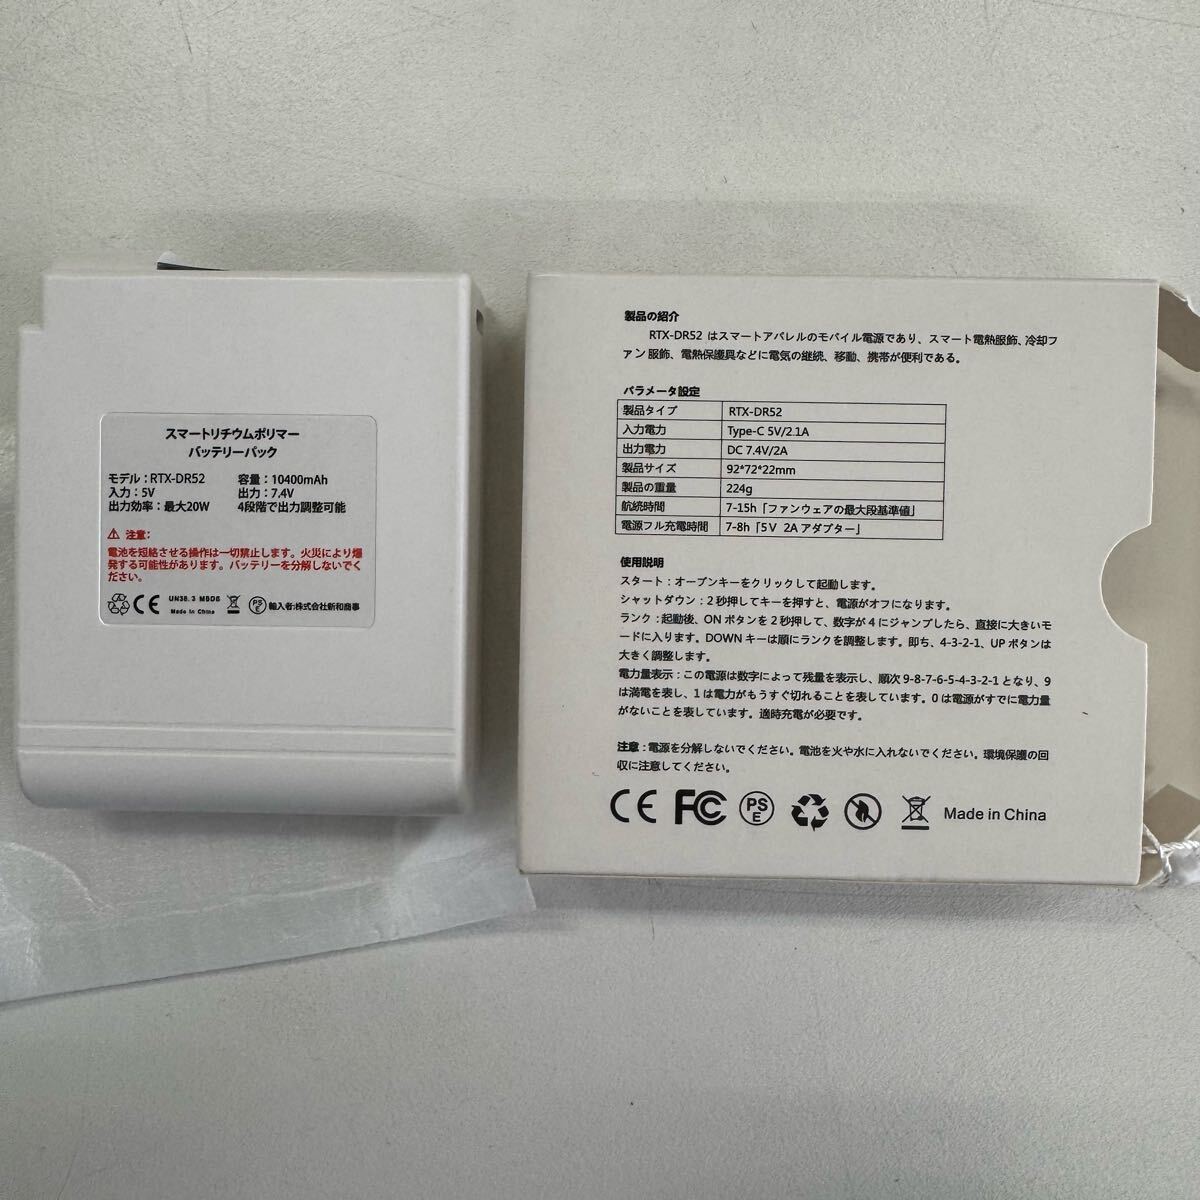 スマートリチウムポリマー
バッテリーパック
モデル：RTX-DR52 容量：10400mAh
入力：5V 出力：7.4V
出力効率：最大20W 4段階で出力調整可能
注意：
電池を短絡させる操作は一切禁止します。火災により爆
発する可能性があります。バッテリーを分解しないでく
ださい。
CE UN38.3 MSDS
Made in China
PSE 輸入者:株式会社新和商事
製品の紹介
RTX-DR52 はスマートアパレルのモバイル電源であり、スマート電熱服飾、冷却フ
ァン服飾、電熱保護具などに電気の継続、移動、携帯が便利である。
パラメータ設定
製品タイプ RTX-DR52
入力電力 Type-C 5V/2.1A
出力電力 DC 7.4V/2A
製品サイズ 92*72*22mm
製品の重量 224g
航続時間 7-15h「ファンウェアの最大段基準値」
電源フル充電時間 7-8h「5V 2A アダプター」
使用説明
スタート：オープンキーをクリックして起動します。
シャットダウン：2秒押してキーを押すと、電源がオフになります。
ランク：起動後、ONボタンを2秒押して、数字が4にジャンプしたら、直接に大きいモ
ードに入ります。DOWNキーは順にランクを調整します。即ち、4-3-2-1、UPボタンは
大きく調整します。
電力量表示：この電源は数字によって残量を表示し、順次9-8-7-6-5-4-3-2-1となり、9
は満電を表し、1は電力がもうすぐ切れることを表しています。0は電源がすでに電力量
がないことを表しています。適時充電が必要です。
注意：電源を分解しないでください。電池を火や水に入れないでください。環境保護の回
収に注意してください。
CE FC PSE Made in China